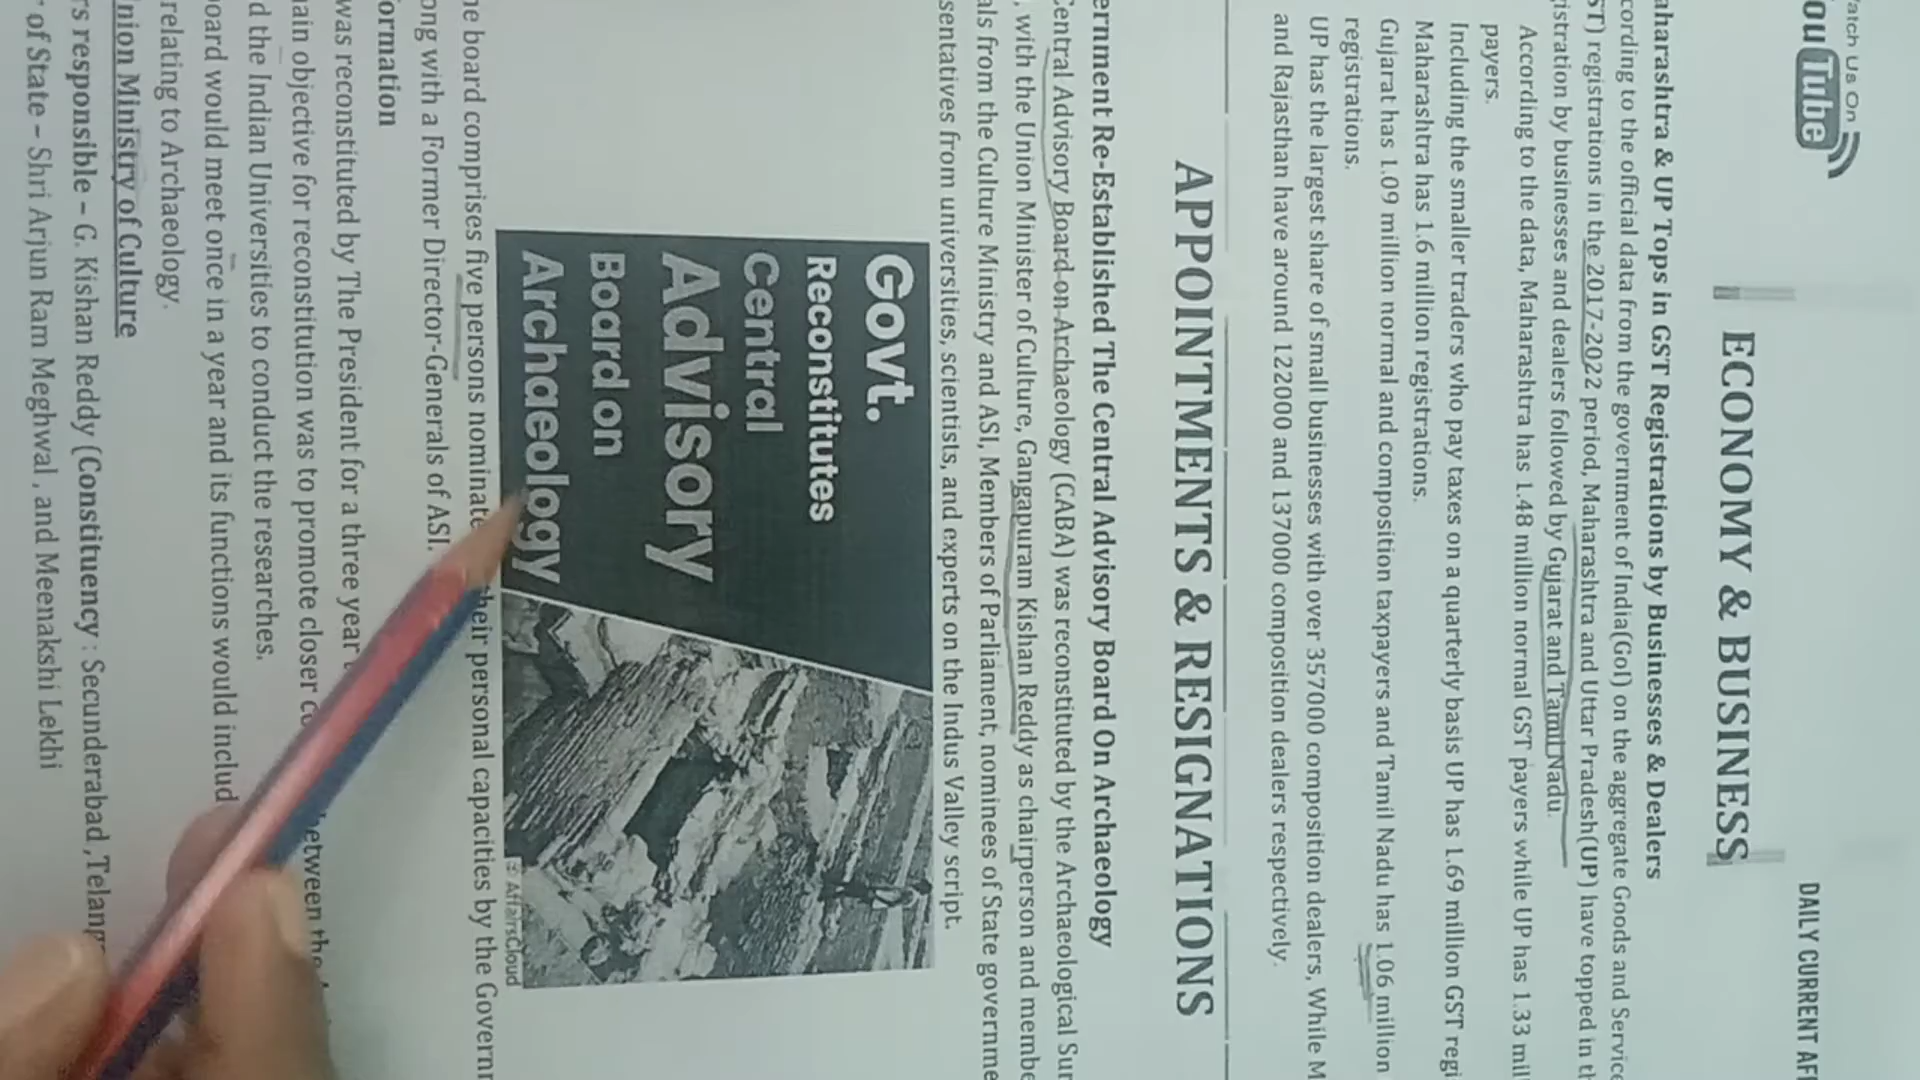 Watch Us On
YouTube
DAILY CURRENT AFF
ECONOMY & BUSINESS
aharashtra & UP Tops in GST Registrations by Businesses & Dealers
cording to the official data from the government of India(GoI) on the aggregate Goods and Service
ST) registrations in the 2017-2022 period, Maharashtra and Uttar Pradesh(UP) have topped in th
istration by businesses and dealers followed by Gujarat and Tamil Nadu.
According to the data, Maharashtra has 1.48 million normal GST payers while UP has 1.33 mil
payers.
Including the smaller traders who pay taxes on a quarterly basis UP has 1.69 million GST regi
Maharashtra has 1.6 million registrations.
Gujarat has 1.09 million normal and composition taxpayers and Tamil Nadu has 1.06 million
registrations.
UP has the largest share of small businesses with over 357000 composition dealers, While M
and Rajasthan have around 122000 and 137000 composition dealers respectively.
APPOINTMENTS & RESIGNATIONS
ernment Re-Established The Central Advisory Board On Archaeology
Central Advisory Board on Archaeology (CABA) was reconstituted by the Archaeological Sur
, with the Union Minister of Culture, Gangapuram Kishan Reddy as chairperson and membe
als from the Culture Ministry and ASI, Members of Parliament, nominees of State governme
sentatives from universities, scientists, and experts on the Indus Valley script.
Govt.
Reconstitutes
Central
Advisory
Board on
Archaeology
AffairsCloud
he board comprises five persons nominate their personal capacities by the Governm
ong with a Former Director-Generals of ASI.
ormation
was reconstituted by The President for a three year
ain objective for reconstitution was to promote closer co between the
d the Indian Universities to conduct the researches.
oard would meet once in a year and its functions would includ
relating to Archaeology.
Union Ministry of Culture
rs responsible – G. Kishan Reddy (Constituency : Secunderabad ,Telang
r of State – Shri Arjun Ram Meghwal , and Meenakshi Lekhi